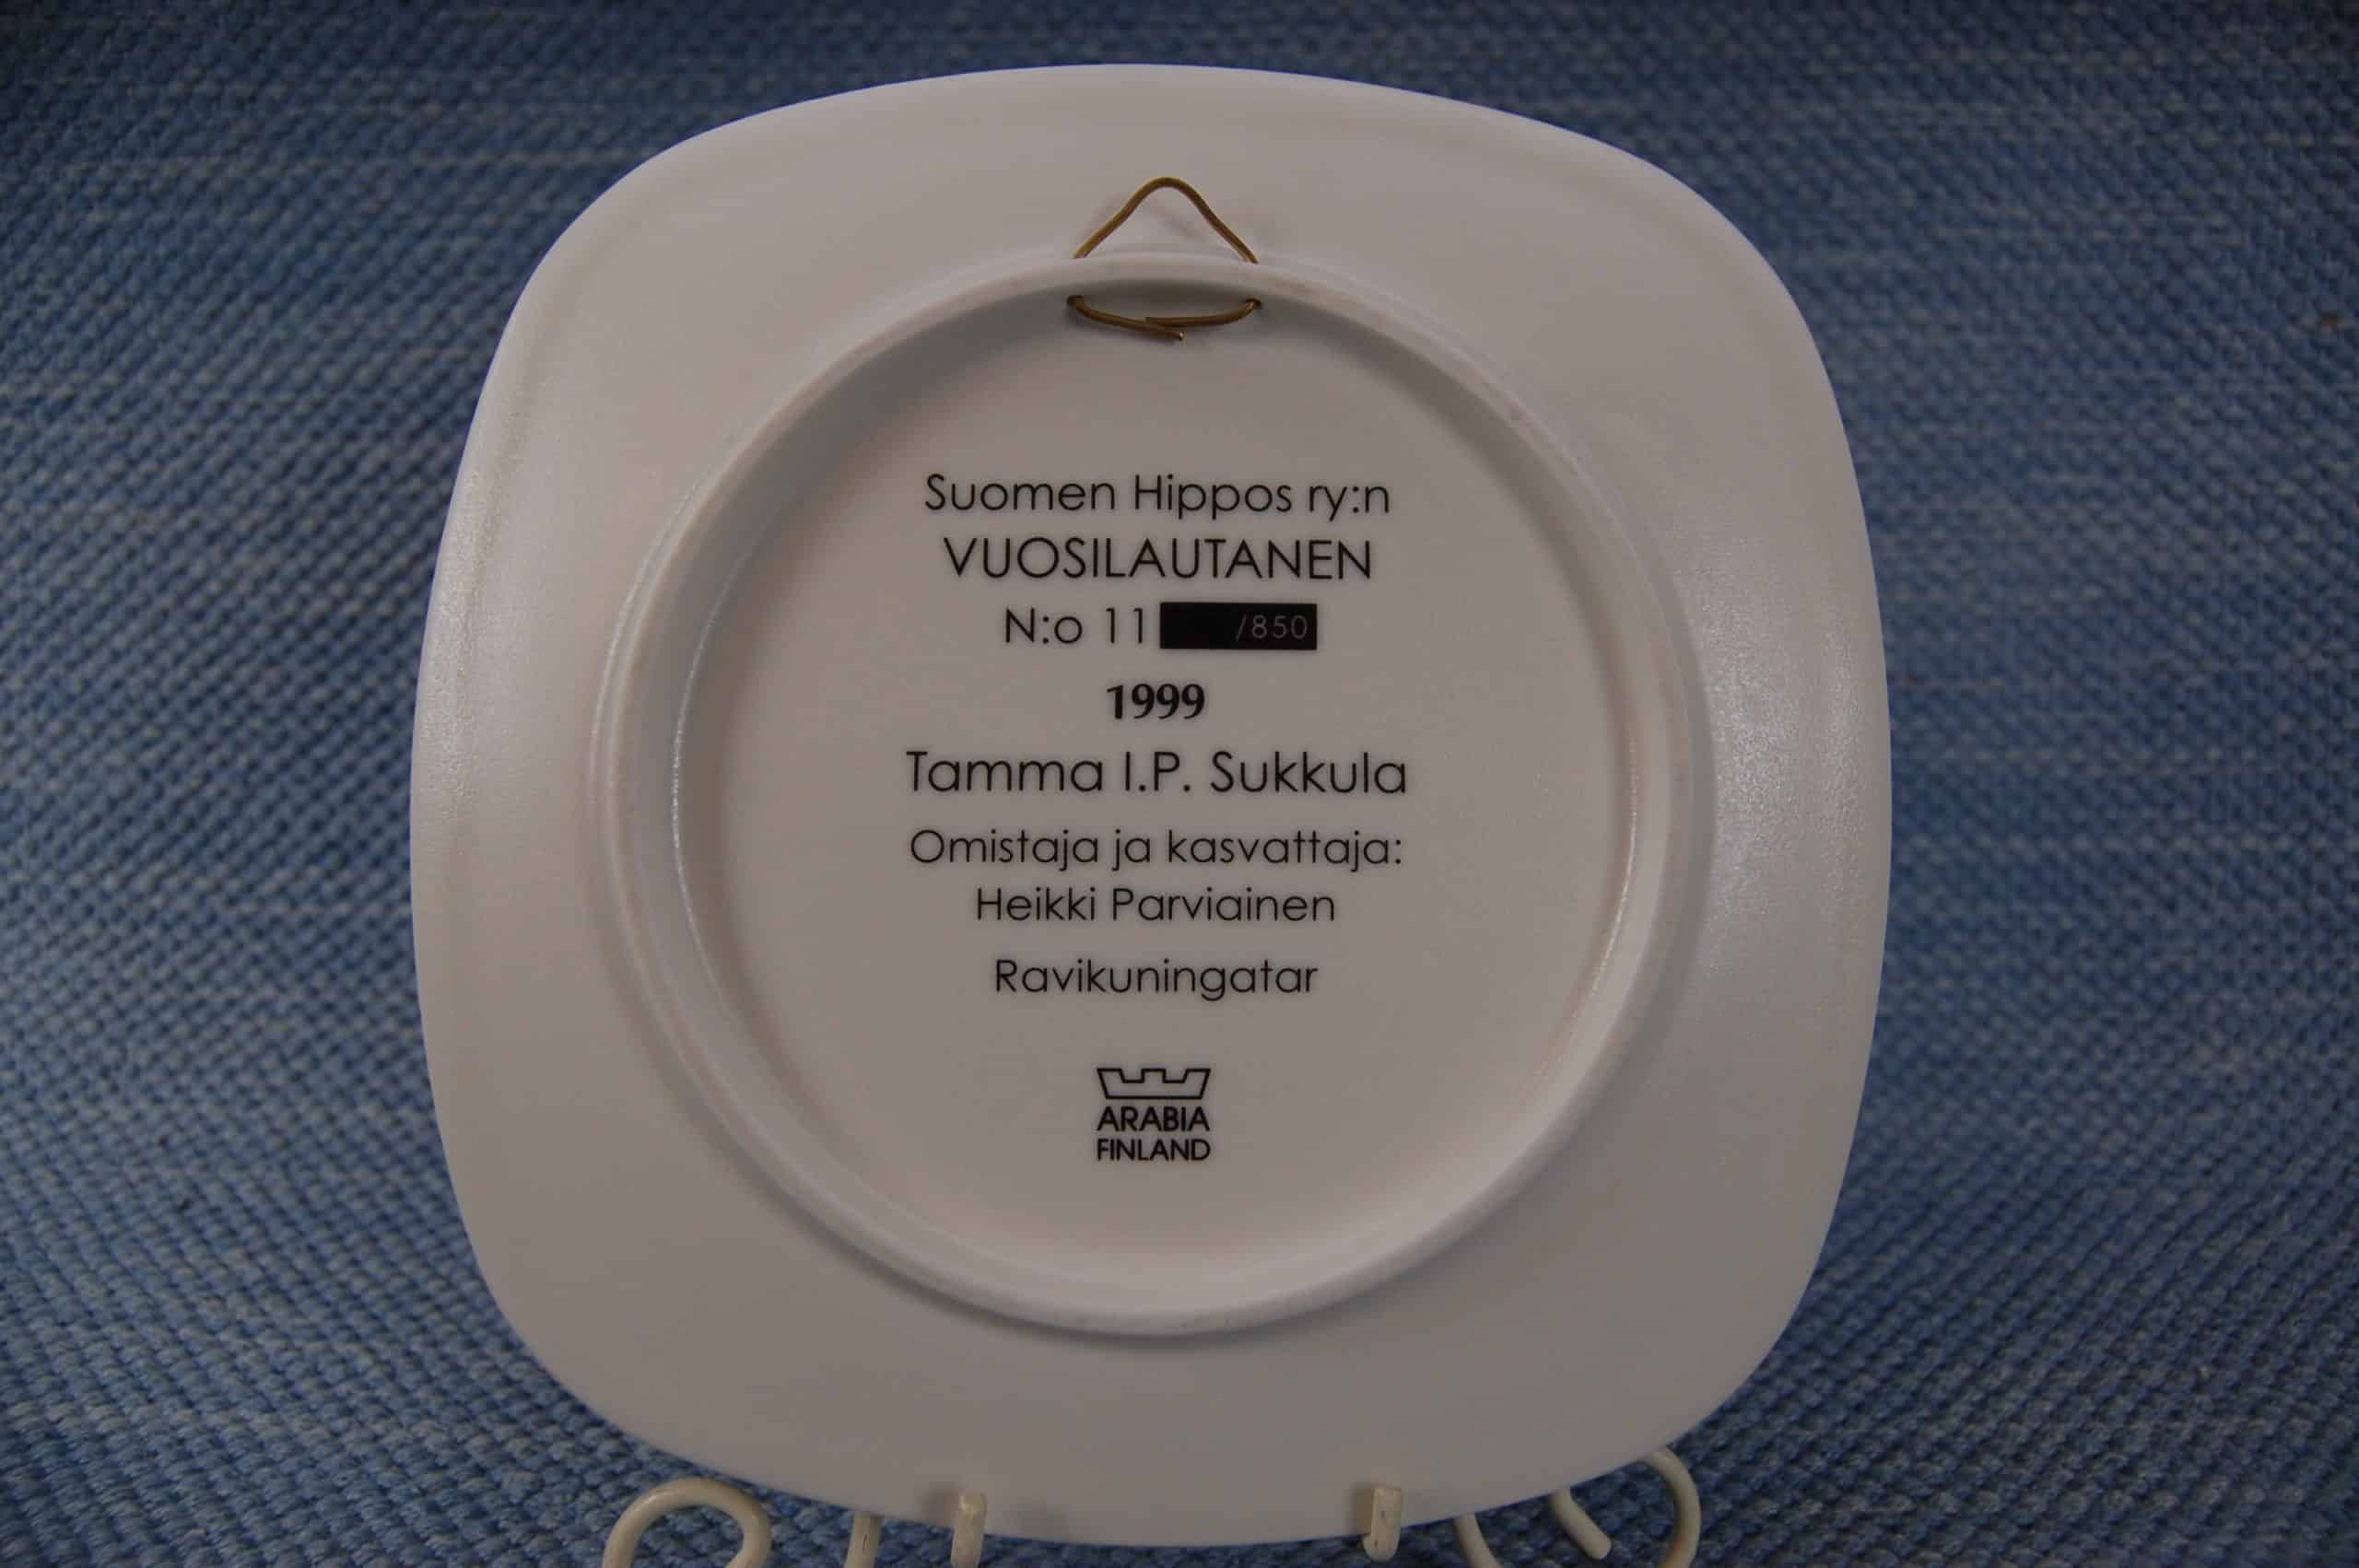 Suomen Hippos ry:n
VUOSILAUTANEN
N:o 11 /850
1999
Tamma I.P. Sukkula
Omistaja ja kasvattaja:
Heikki Parviainen
Ravikuningatar
ARABIA
FINLAND